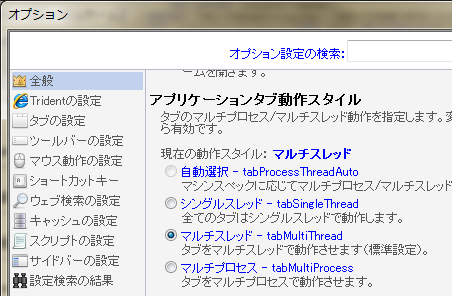 オプション
オプション設定の検索:
全般
Tridentの設定
タブの設定
ツールバーの設定
マウス動作の設定
ショートカットキー
ウェブ検索の設定
キャッシュの設定
スクリプトの設定
サイドバーの設定
設定検索の結果
ームを開きます。
アプリケーションタブ動作スタイル
タブのマルチプロセス/マルチスレッド動作を指定します。変
ら有効です。
現在の動作スタイル: マルチスレッド
自動選択 - tabProcessThreadAuto
マシンスペックに応じてマルチプロセス/マルチスレッド
シングルスレッド - tabSingleThread
全てのタブはシングルスレッドで動作します。
マルチスレッド - tabMultiThread
タブをマルチスレッドで動作させます(標準設定)。
マルチプロセス - tabMultiProcess
タブをマルチプロセスで動作させます。